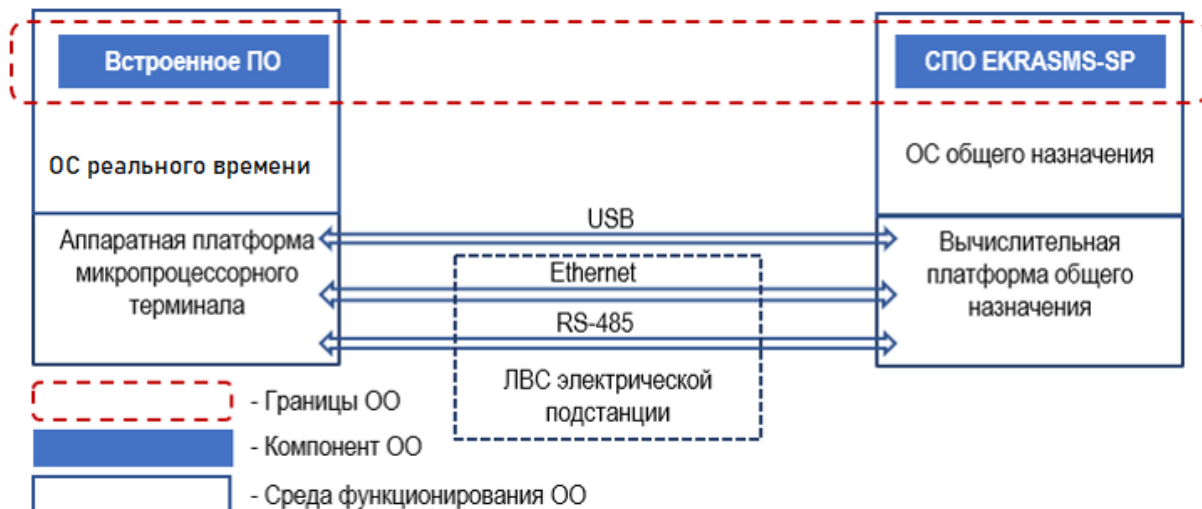 Встроенное ПО
СПО EKRASMS-SP
ОС реального времени
ОС общего назначения
USB
Аппаратная платформа
микропроцессорного
терминала
Ethernet
RS-485
ЛВС электрической
подстанции
Вычислительная
платформа общего
назначения
- Границы ОО
- Компонент ОО
- Среда функционирования ОО